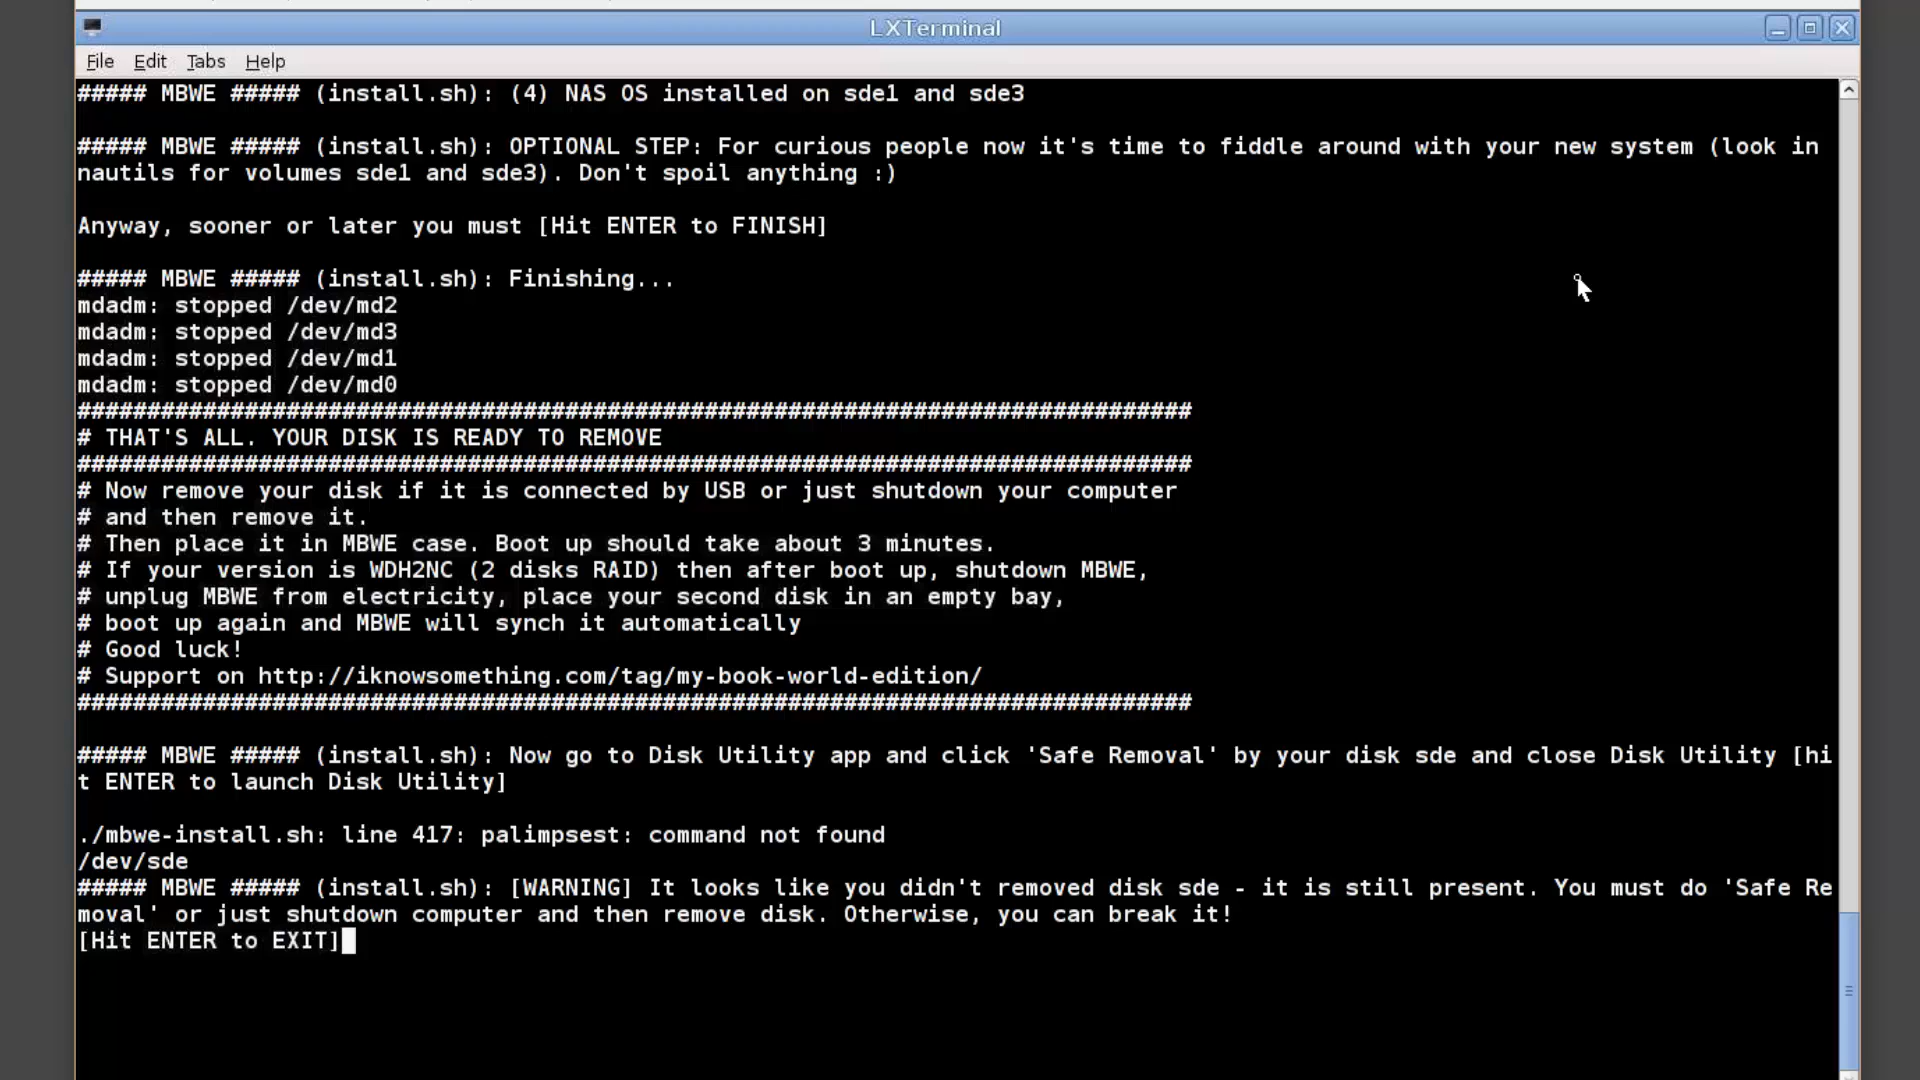 LXTerminal
File Edit Tabs Help
##### MBWE ##### (install.sh): (4) NAS OS installed on sde1 and sde3
##### MBWE ##### (install.sh): OPTIONAL STEP: For curious people now it's time to fiddle around with your new system (look in
nautils for volumes sde1 and sde3). Don't spoil anything :)
Anyway, sooner or later you must [Hit ENTER to FINISH]
##### MBWE ##### (install.sh): Finishing...
mdadm: stopped /dev/md2
mdadm: stopped /dev/md3
mdadm: stopped /dev/md1
mdadm: stopped /dev/md0
################################################################################
# THAT'S ALL. YOUR DISK IS READY TO REMOVE
################################################################################
# Now remove your disk if it is connected by USB or just shutdown your computer
# and then remove it.
# Then place it in MBWE case. Boot up should take about 3 minutes.
# If your version is WDH2NC (2 disks RAID) then after boot up, shutdown MBWE,
# unplug MBWE from electricity, place your second disk in an empty bay,
# boot up again and MBWE will synch it automatically
# Good luck!
# Support on http://iknowsomething.com/tag/my-book-world-edition/
################################################################################
##### MBWE ##### (install.sh): Now go to Disk Utility app and click 'Safe Removal' by your disk sde and close Disk Utility [hi
t ENTER to launch Disk Utility]
./mbwe-install.sh: line 417: palimpsest: command not found
/dev/sde
##### MBWE ##### (install.sh): [WARNING] It looks like you didn't removed disk sde - it is still present. You must do 'Safe Re
moval' or just shutdown computer and then remove disk. Otherwise, you can break it!
[Hit ENTER to EXIT]